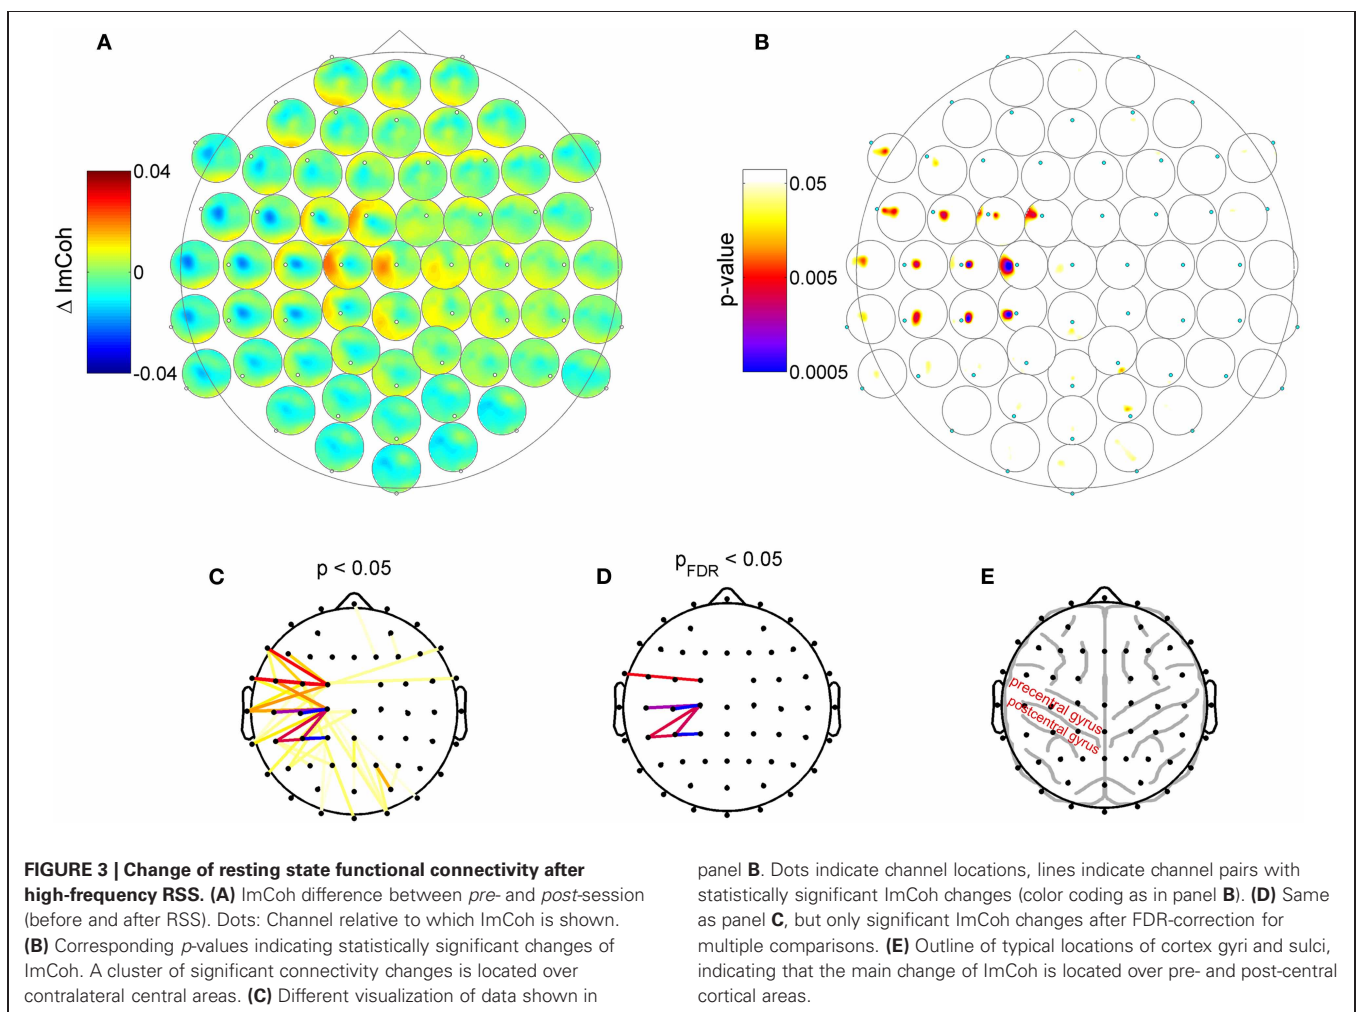 A
B
0.04
0
-0.04
Δ ImCoh
0.05
0.005
0.0005
p-value
C
p < 0.05
D
pFDR < 0.05
E
precentral gyrus
postcentral gyrus
FIGURE 3 | Change of resting state functional connectivity after
high-frequency RSS. (A) ImCoh difference between pre- and post-session
(before and after RSS). Dots: Channel relative to which ImCoh is shown.
(B) Corresponding p-values indicating statistically significant changes of
ImCoh. A cluster of significant connectivity changes is located over
contralateral central areas. (C) Different visualization of data shown in
panel B. Dots indicate channel locations, lines indicate channel pairs with
statistically significant ImCoh changes (color coding as in panel B). (D) Same
as panel C, but only significant ImCoh changes after FDR-correction for
multiple comparisons. (E) Outline of typical locations of cortex gyri and sulci,
indicating that the main change of ImCoh is located over pre- and post-central
cortical areas.